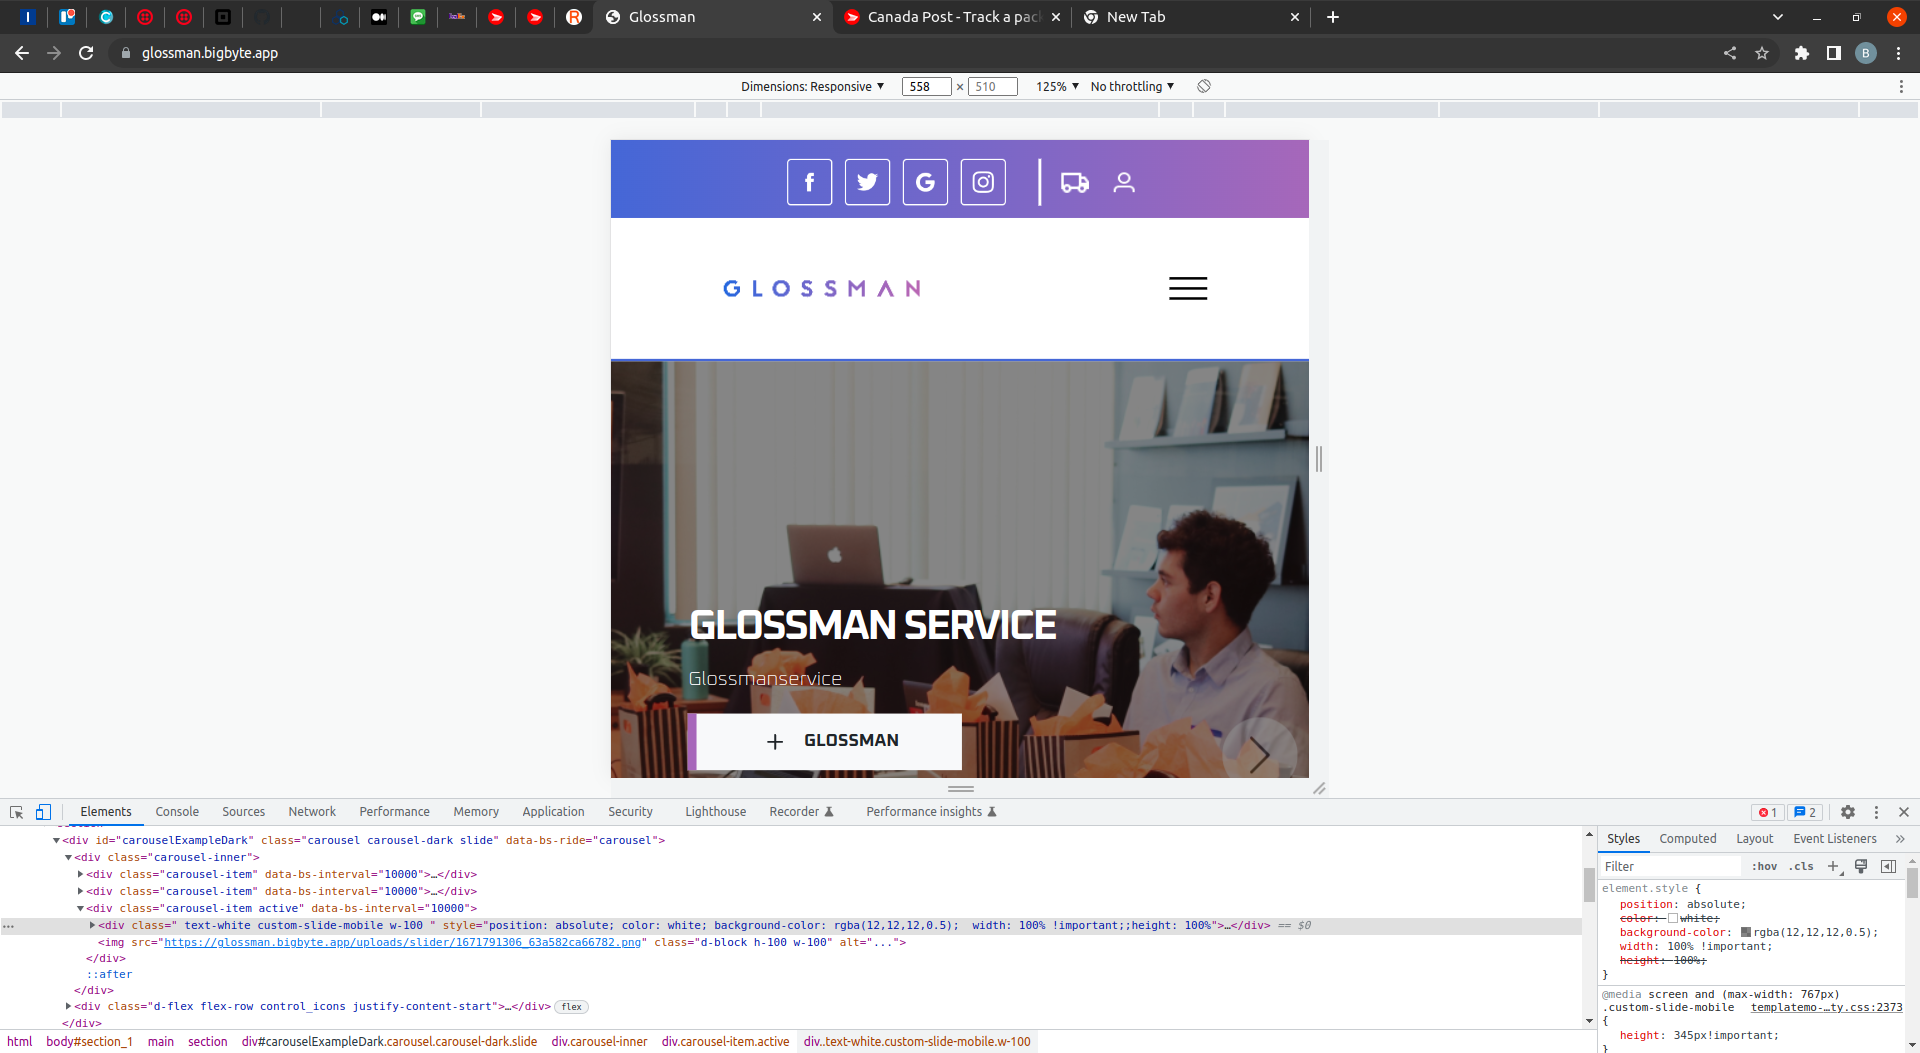 Glossman
Canada Post - Track a pac
New Tab
glossman.bigbyte.app
B
Dimensions: Responsive ▼ 558 × 510 125% ▼ No throttling ▼
GLOSSMAN
GLOSSMAN SERVICE
Glossmanservice
+ GLOSSMAN
Elements Console Sources Network Performance Memory Application Security Lighthouse Recorder Performance insights 1 2
▼<div id="carouselExampleDark" class="carousel carousel-dark slide" data-bs-ride="carousel">
▼<div class="carousel-inner">
▶<div class="carousel-item" data-bs-interval="10000">…</div>
▶<div class="carousel-item" data-bs-interval="10000">…</div>
▼<div class="carousel-item active" data-bs-interval="10000">
▶<div class=" text-white custom-slide-mobile w-100 " style="position: absolute; color: white; background-color: rgba(12,12,12,0.5);  width: 100% !important;;height: 100%">…</div> == $0
<img src="https://glossman.bigbyte.app/uploads/slider/1671791306_63a582ca66782.png" class="d-block h-100 w-100" alt="...">
</div>
::after
</div>
▶<div class="d-flex flex-row control_icons justify-content-start">…</div> flex
</div>
html body#section_1 main section div#carouselExampleDark.carousel.carousel-dark.slide div.carousel-inner div.carousel-item.active div..text-white.custom-slide-mobile.w-100
Styles Computed Layout Event Listeners »
Filter :hov .cls +
element.style {
position: absolute;
color: white;
background-color: rgba(12,12,12,0.5);
width: 100% !important;
height: 100%;
}
@media screen and (max-width: 767px)
.custom-slide-mobile templatemo-…ty.css:2373
{
height: 345px!important;
}